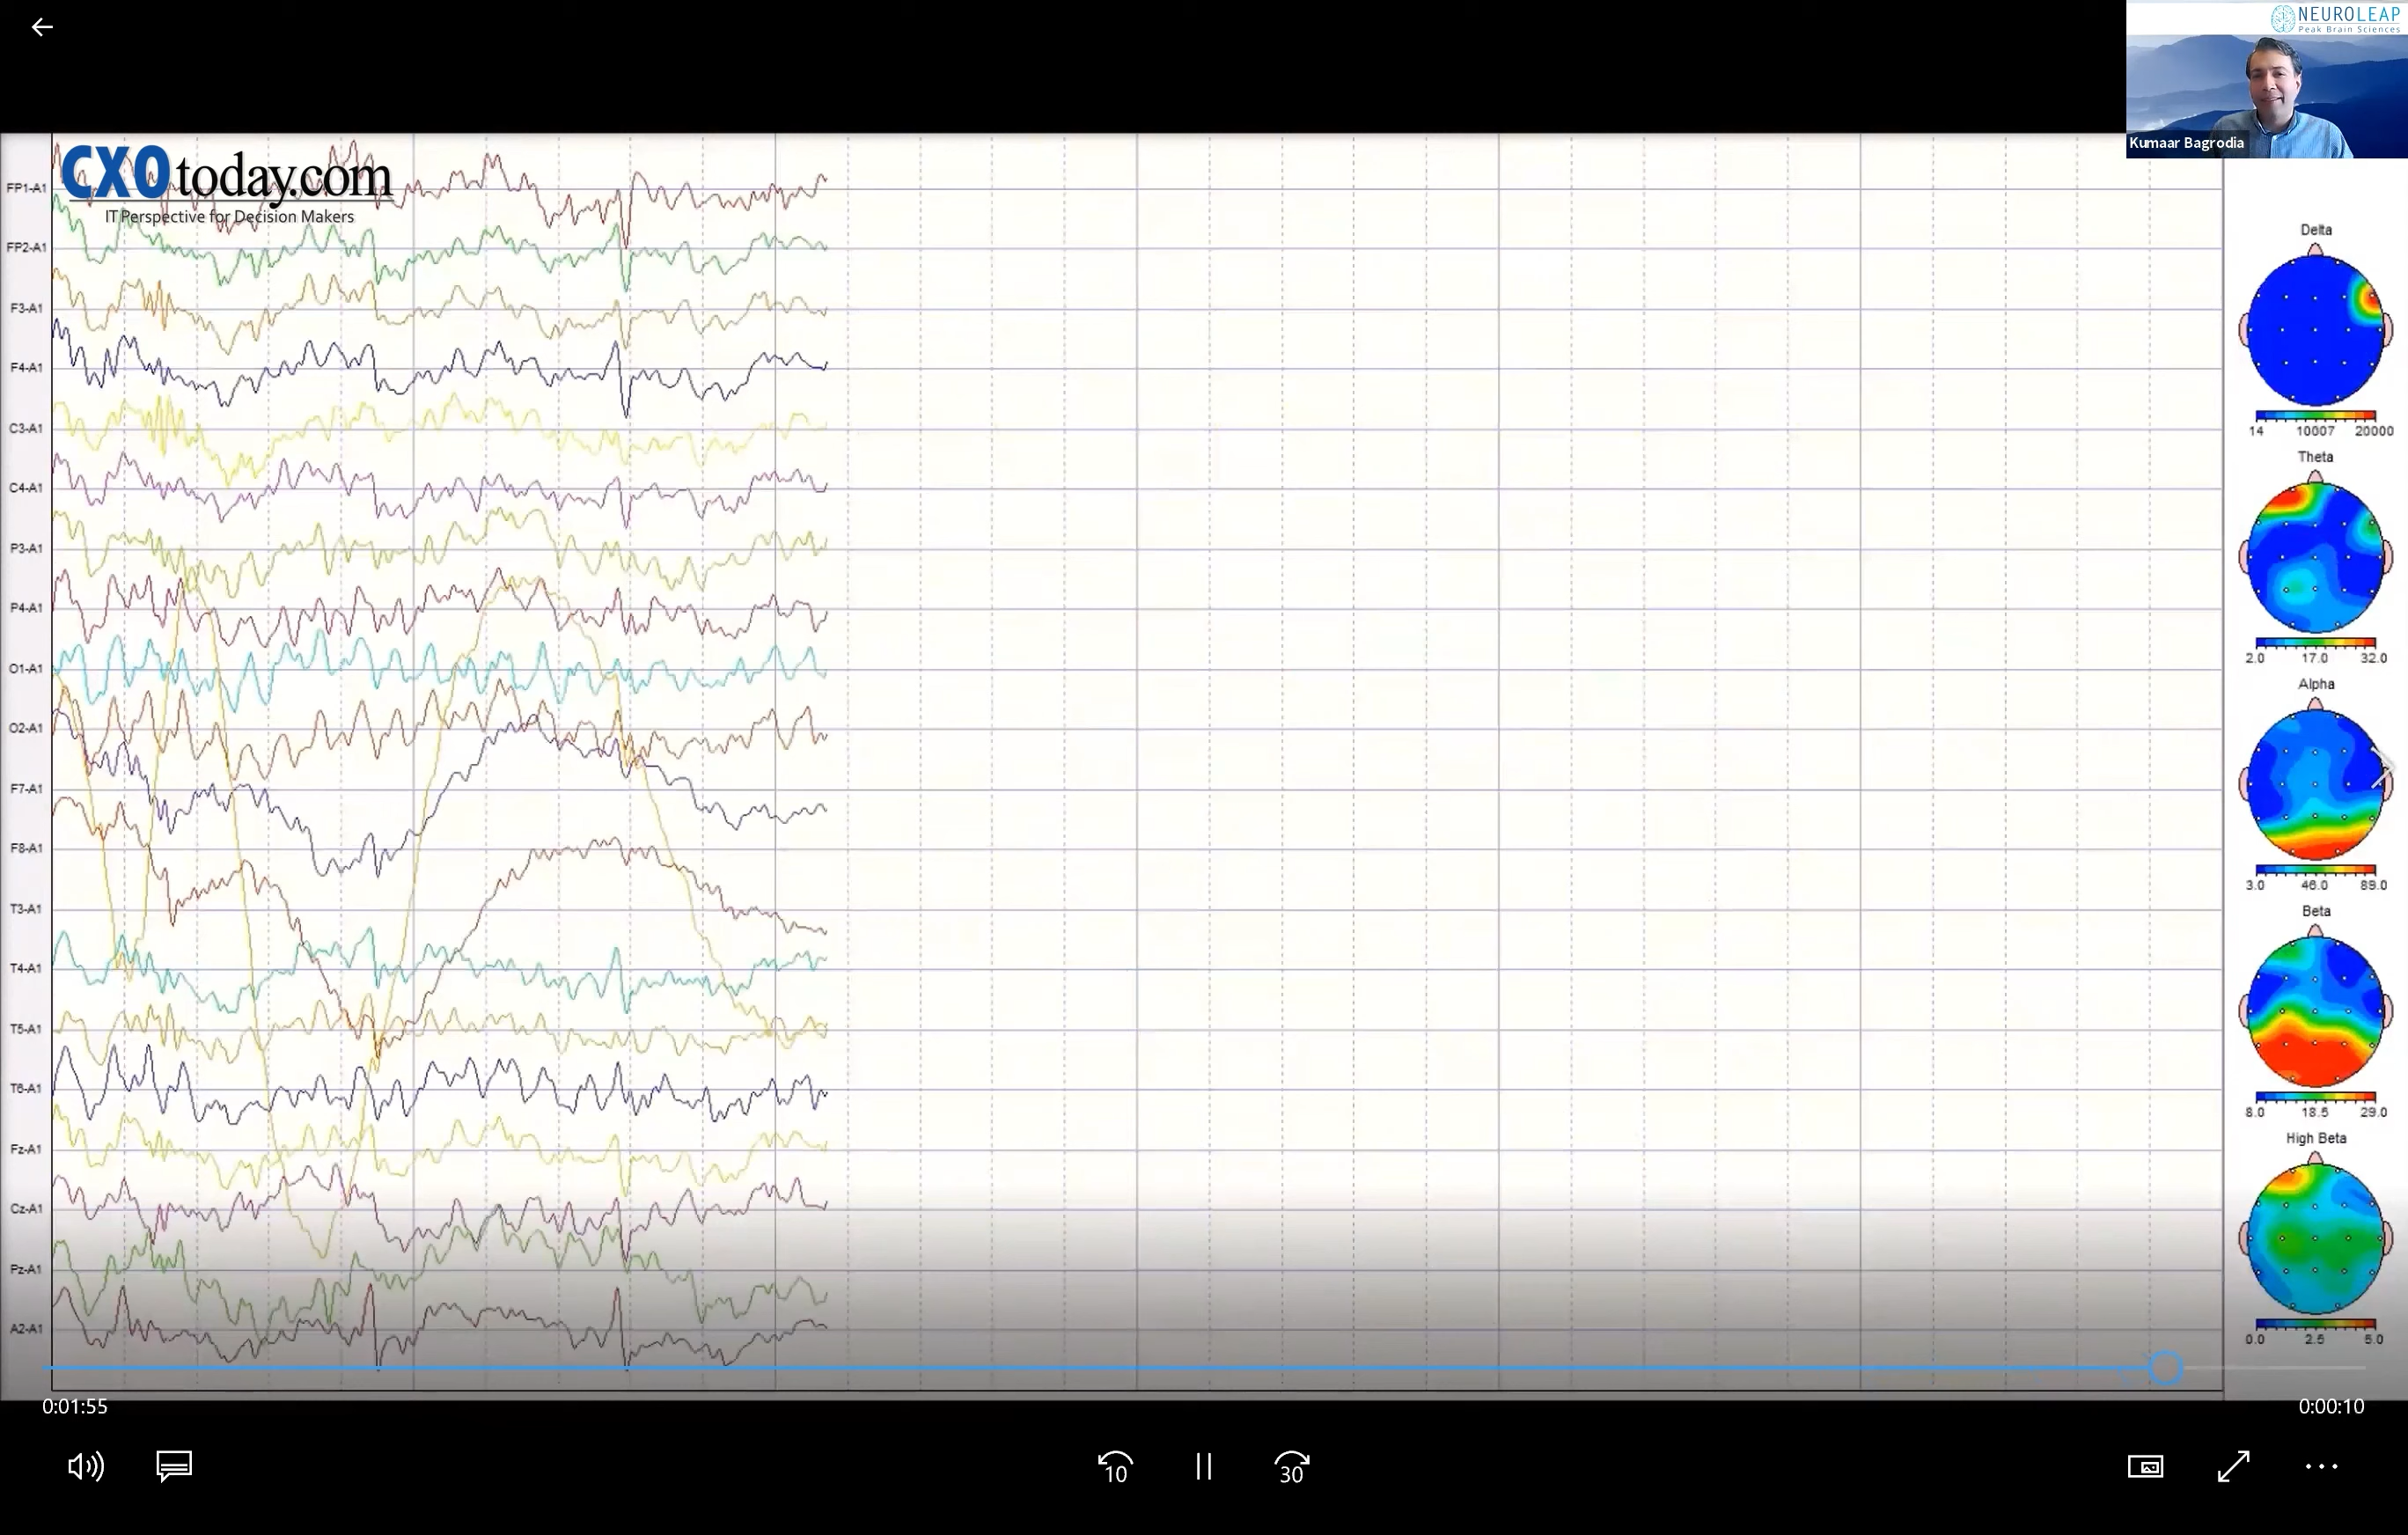 NEUROLEAP
Peak Brain Sciences
Kumaar Bagrodia
CXOtoday.com
IT Perspective for Decision Makers
FP1-A1
FP2-A1
F3-A1
F4-A1
C3-A1
C4-A1
P3-A1
P4-A1
O1-A1
O2-A1
F7-A1
F8-A1
T3-A1
T4-A1
T5-A1
T6-A1
Fz-A1
Cz-A1
Pz-A1
A2-A1
Delta
14 10007 20000
Theta
2.0 17.0 32.0
Alpha
3.0 46.0 89.0
Beta
8.0 18.5 29.0
High Beta
0.0 2.5 5.0
0:01:55
0:00:10
10
30